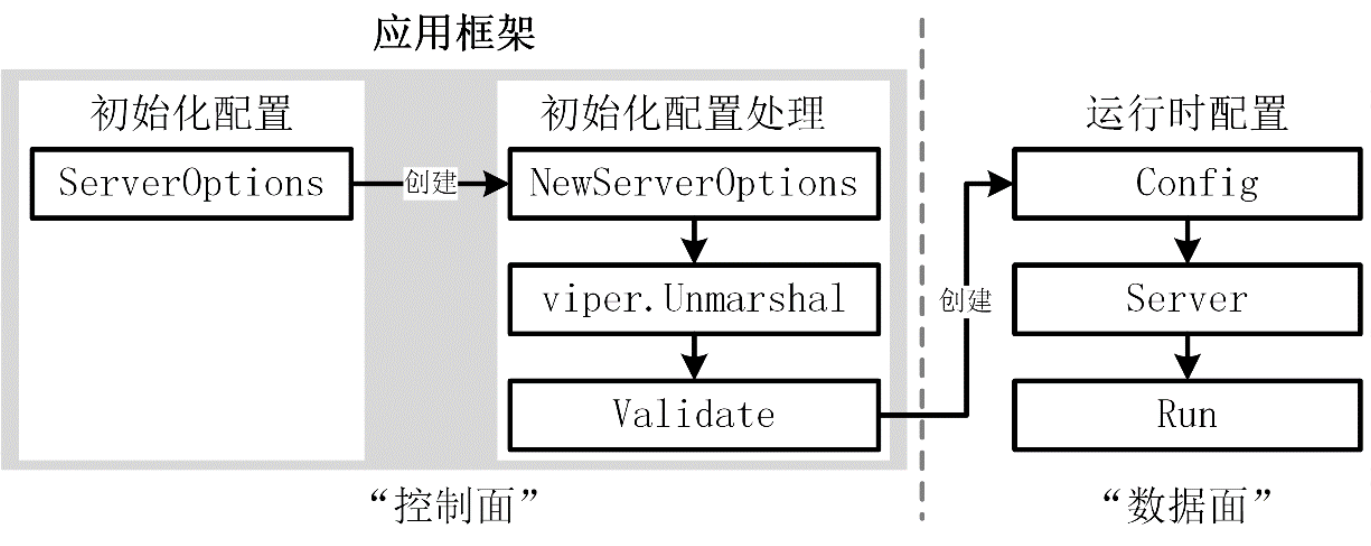 应用框架
初始化配置
ServerOptions
创建
初始化配置处理
NewServerOptions
viper.Unmarshal
Validate
“控制面”
创建
运行时配置
Config
Server
Run
“数据面”